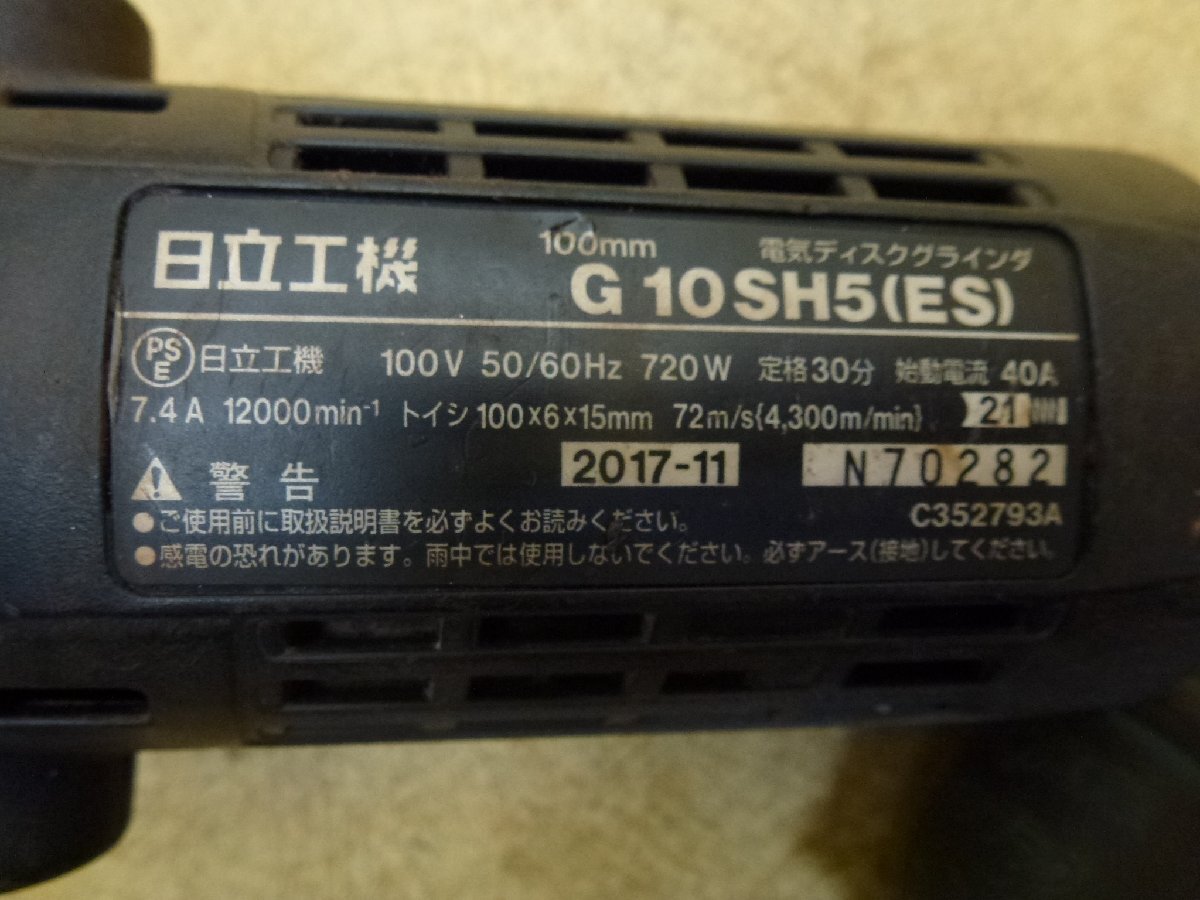 100mm 電気ディスクグラインダ
日立工機 G 10SH5(ES)
PSE 日立工機 100V 50/60Hz 720W 定格30分 始動電流 40A
7.4A 12000min⁻¹ トイシ 100×6×15mm 72m/s{4,300m/min} 21
警告 2017-11 N70282
C352793A
●ご使用前に取扱説明書を必ずよくお読みください。
●感電の恐れがあります。雨中では使用しないでください。必ずアース(接地)してください。